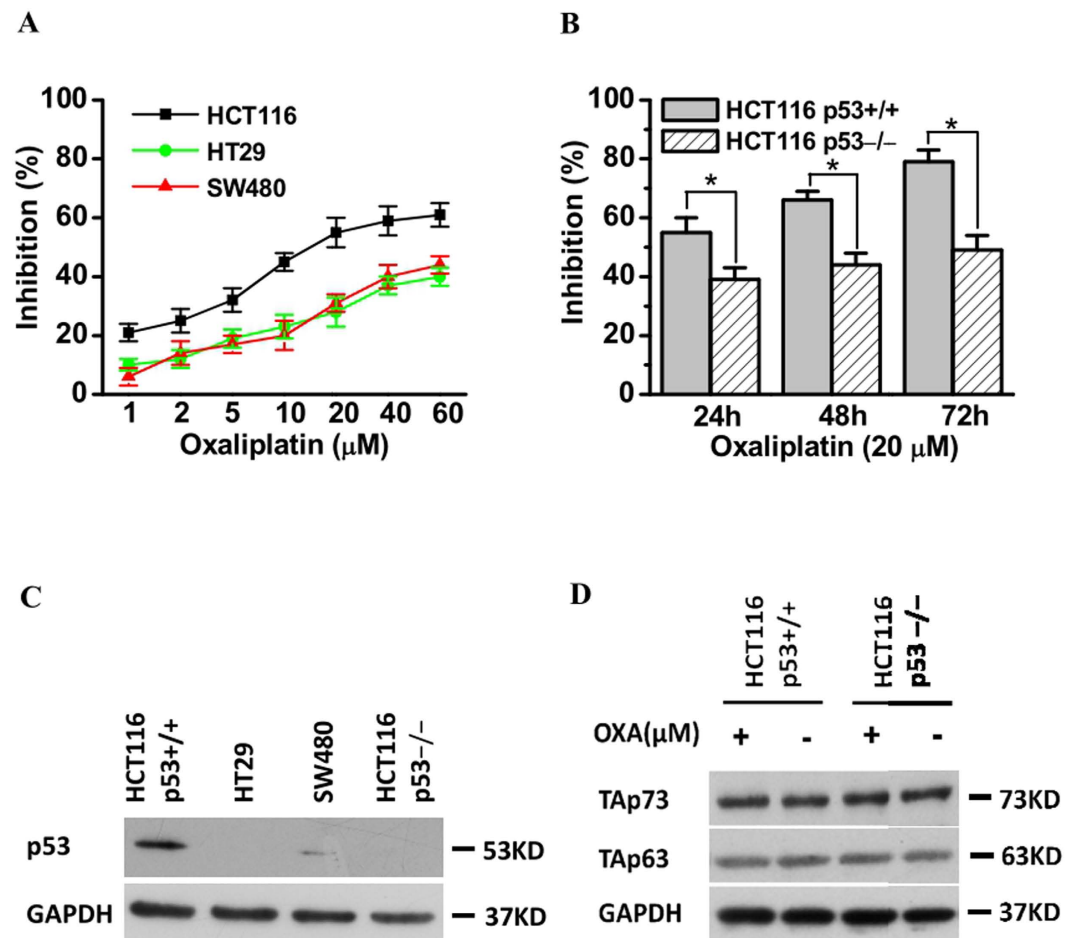 A
100
80
60
40
20
0
Inhibition (%)
HCT116
HT29
SW480
1 2 5 10 20 40 60
Oxaliplatin (μM)
B
100
80
60
40
20
0
Inhibition (%)
HCT116 p53+/+
HCT116 p53−/−
* * *
24h 48h 72h
Oxaliplatin (20 μM)
C
HCT116
p53+/+
HT29
SW480
HCT116
p53−/−
p53
53KD
GAPDH
37KD
D
HCT116
p53+/+
HCT116
p53 −/−
OXA(μM) + - + -
TAp73
73KD
TAp63
63KD
GAPDH
37KD